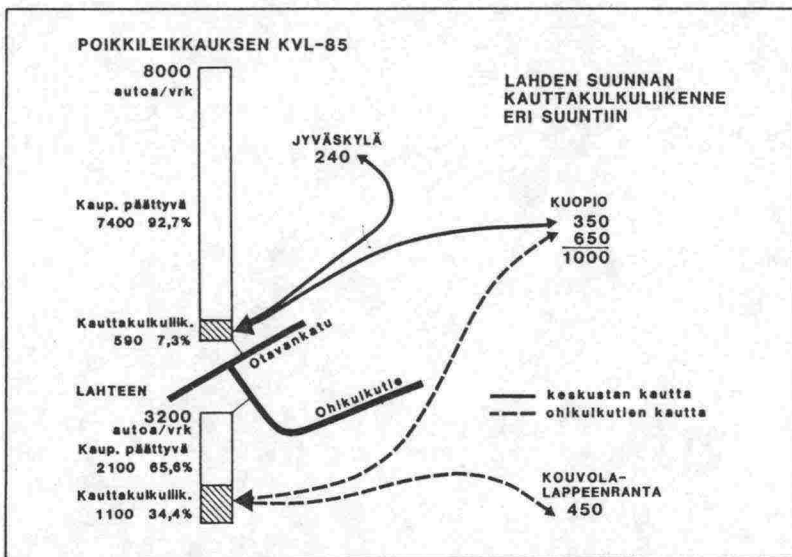 POIKKILEIKKAUKSEN KVL-85
8000
autoa/vrk
Kaup. päättyvä
7400 92,7%
Kauttakulkuliik.
590 7,3%
LAHTEEN
3200
autoa/vrk
Kaup. päättyvä
2100 65,6%
Kauttakulkuliik.
1100 34,4%
JYVÄSKYLÄ
240
Otavankatu
Ohikulkutie
LAHDEN SUUNNAN
KAUTTAKULKULIIKENNE
ERI SUUNTIIN
KUOPIO
350
650
1000
keskustan kautta
ohikulkutien kautta
KOUVOLA-
LAPPEENRANTA
450